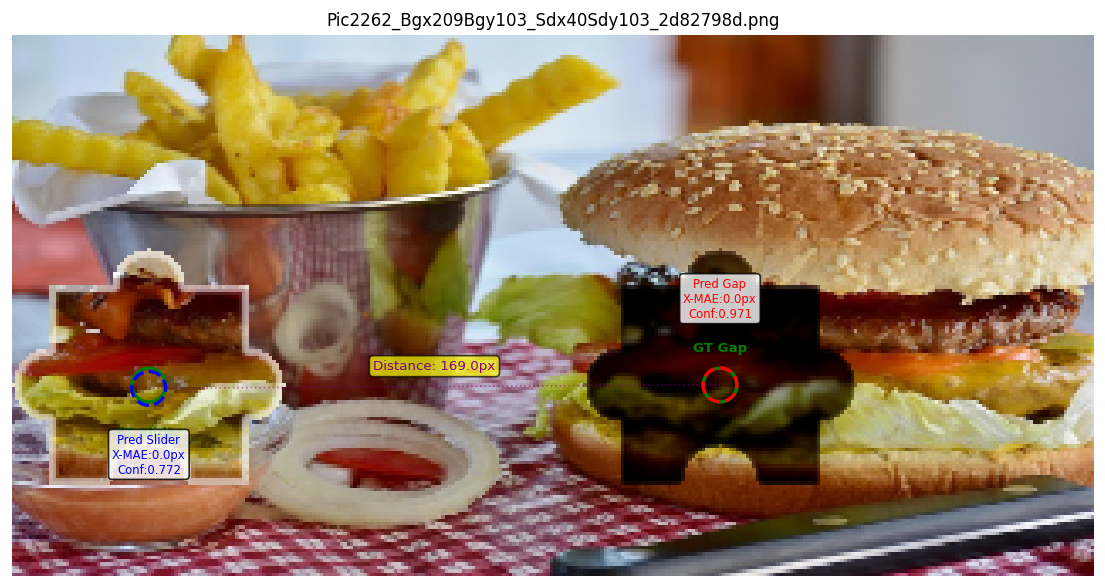 Pic2262_Bgx209Bgy103_Sdx40Sdy103_2d82798d.png
Pred Gap
X-MAE:0.0px
Conf:0.971
GT Gap
Distance: 169.0px
Pred Slider
X-MAE:0.0px
Conf:0.772